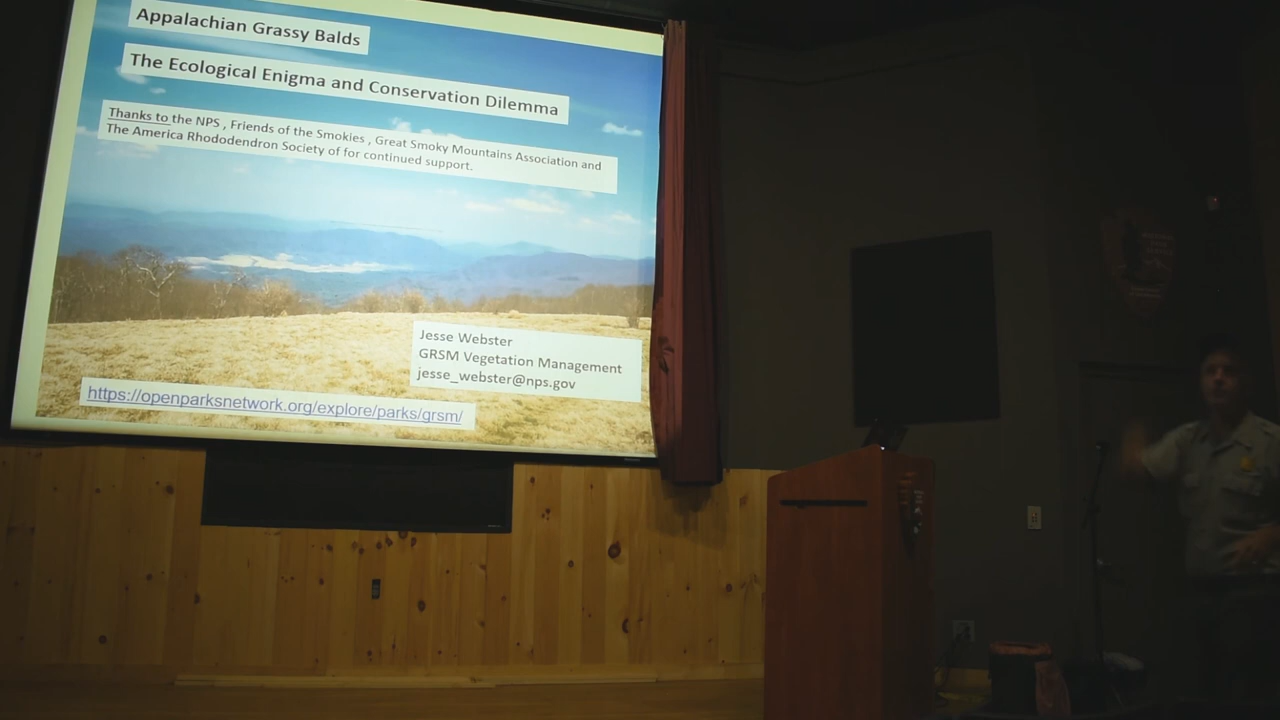 Appalachian Grassy Balds
The Ecological Enigma and Conservation Dilemma
Thanks to the NPS , Friends of the Smokies , Great Smoky Mountains Association and
The America Rhododendron Society of for continued support.
Jesse Webster
GRSM Vegetation Management
jesse_webster@nps.gov
https://openparksnetwork.org/explore/parks/grsm/